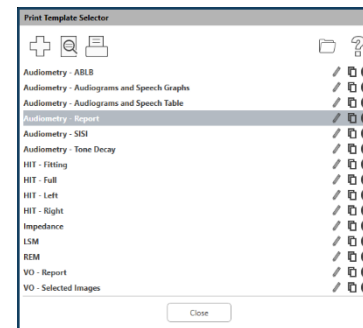 Print Template Selector
Audiometry - ABLB
Audiometry - Audiograms and Speech Graphs
Audiometry - Audiograms and Speech Table
Audiometry - Report
Audiometry - SISI
Audiometry - Tone Decay
HIT - Fitting
HIT - Full
HIT - Left
HIT - Right
Impedance
LSM
REM
VO - Report
VO - Selected Images
Close